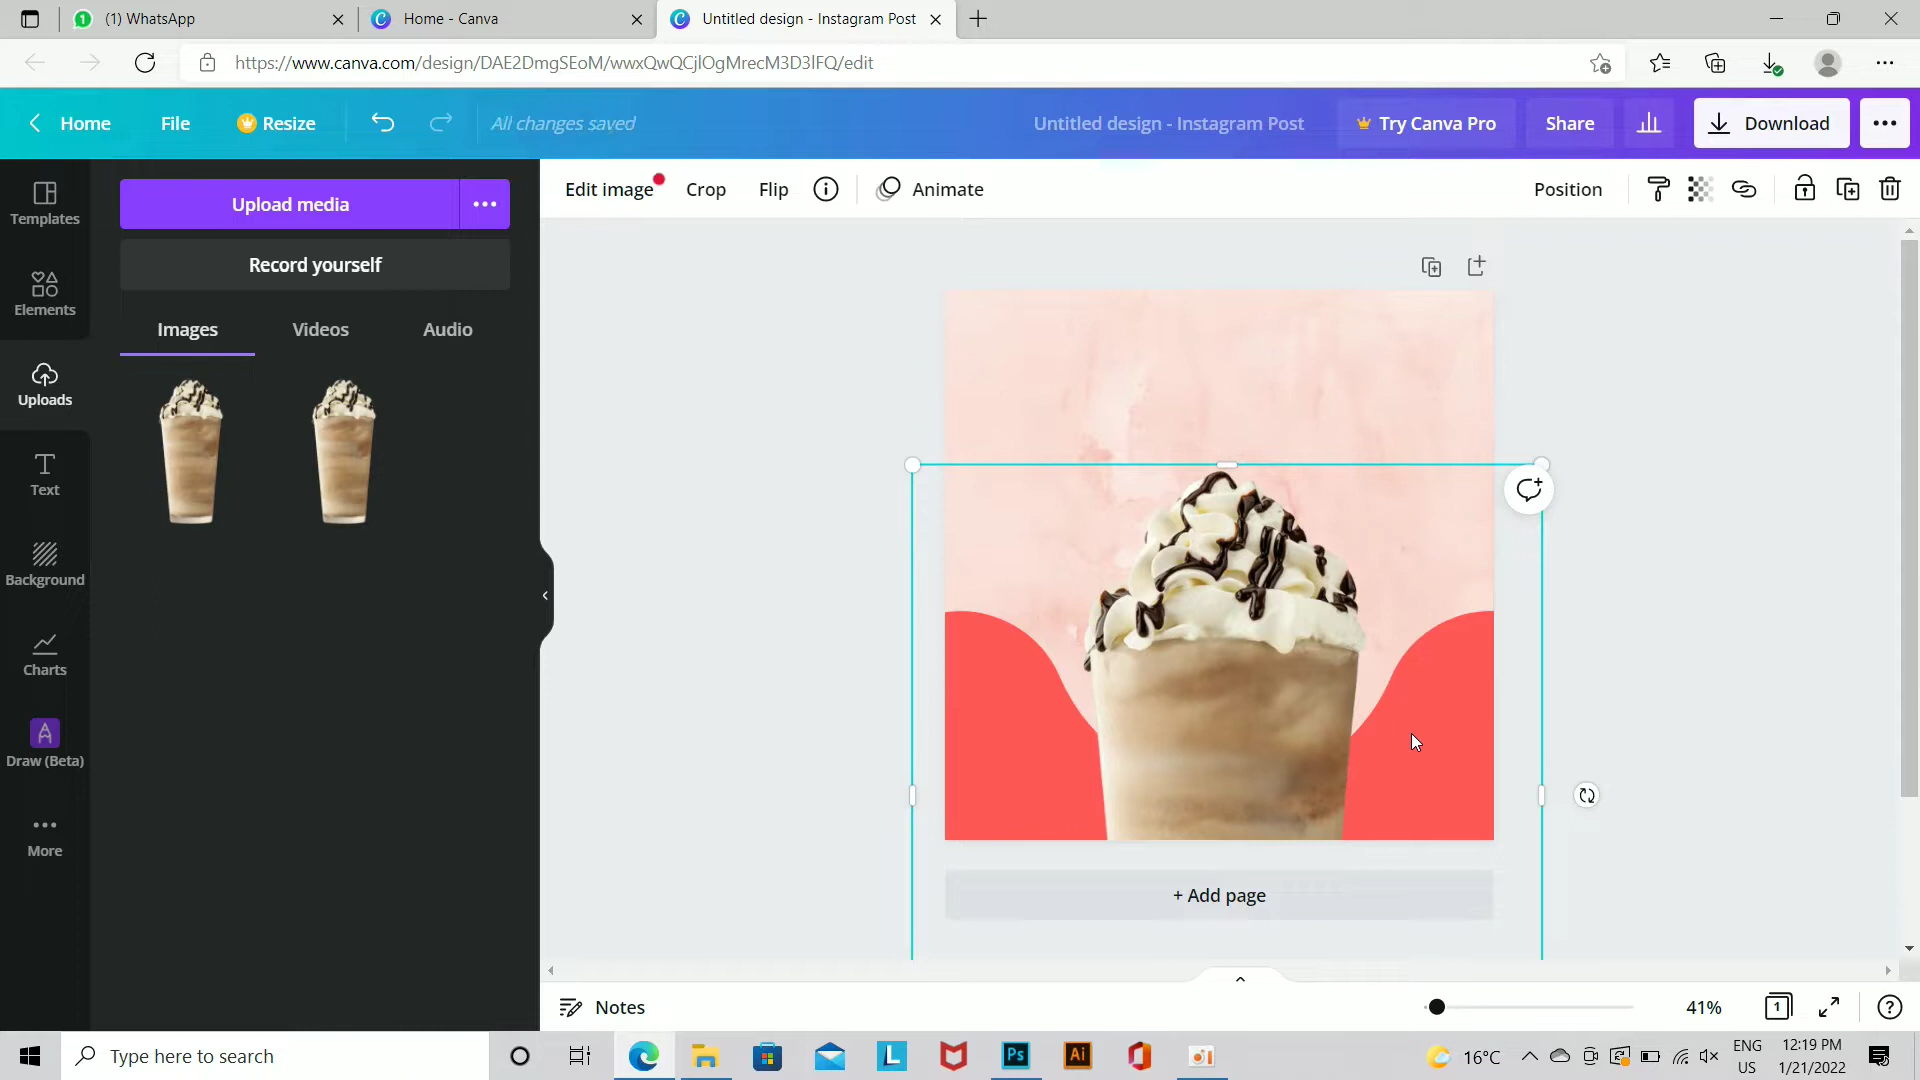 (1) WhatsApp
Home - Canva
Untitled design - Instagram Post
https://www.canva.com/design/DAE2DmgSEoM/wwxQwQCjlOgMrecM3D3lFQ/edit
Home
File
Resize
All changes saved
Untitled design - Instagram Post
Try Canva Pro
Share
Download
Templates
Elements
Uploads
Text
Background
Charts
Draw (Beta)
More
Upload media
Record yourself
Images
Videos
Audio
Edit image
Crop
Flip
Animate
Position
+ Add page
Notes
41%
1
Type here to search
L
Ps
Ai
16°C
ENG
US
12:19 PM
1/21/2022